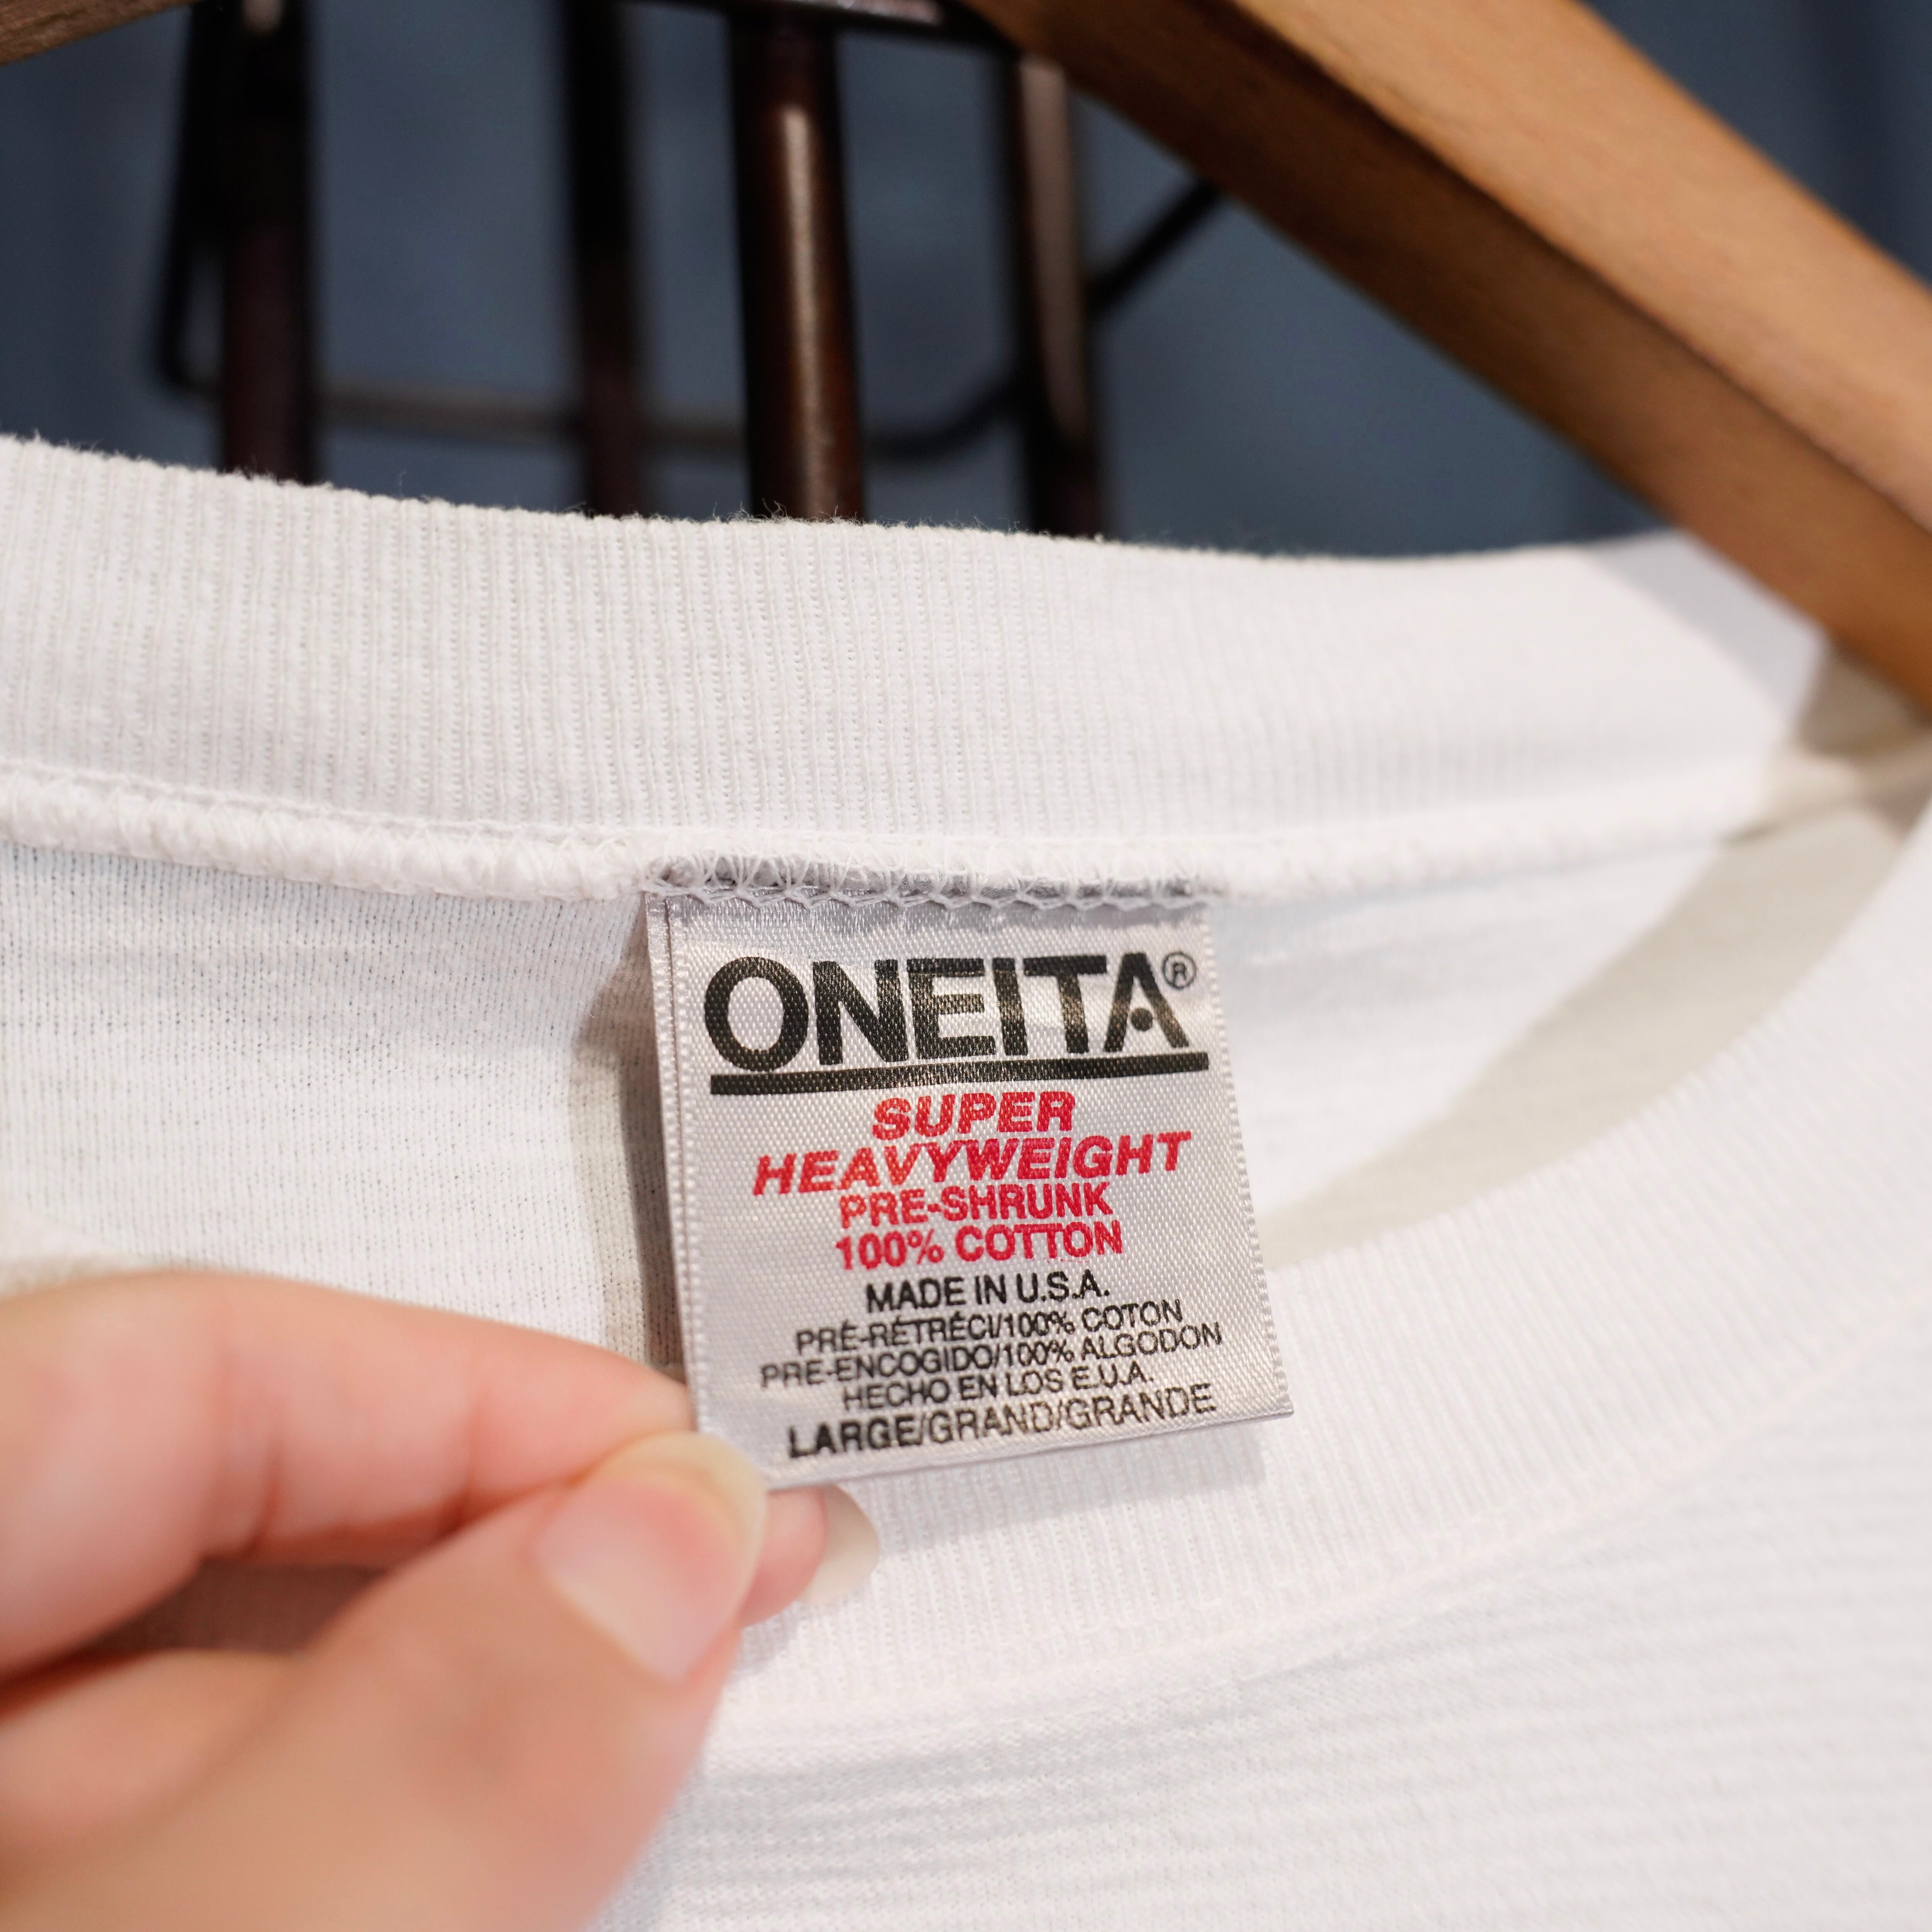 ONEITA®
SUPER
HEAVYWEIGHT
PRE-SHRUNK
100% COTTON
MADE IN U.S.A.
PRÉ-RÉTRÉCI/100% COTON
PRE-ENCOGIDO/100% ALGODON
HECHO EN LOS E.U.A.
LARGE/GRAND/GRANDE